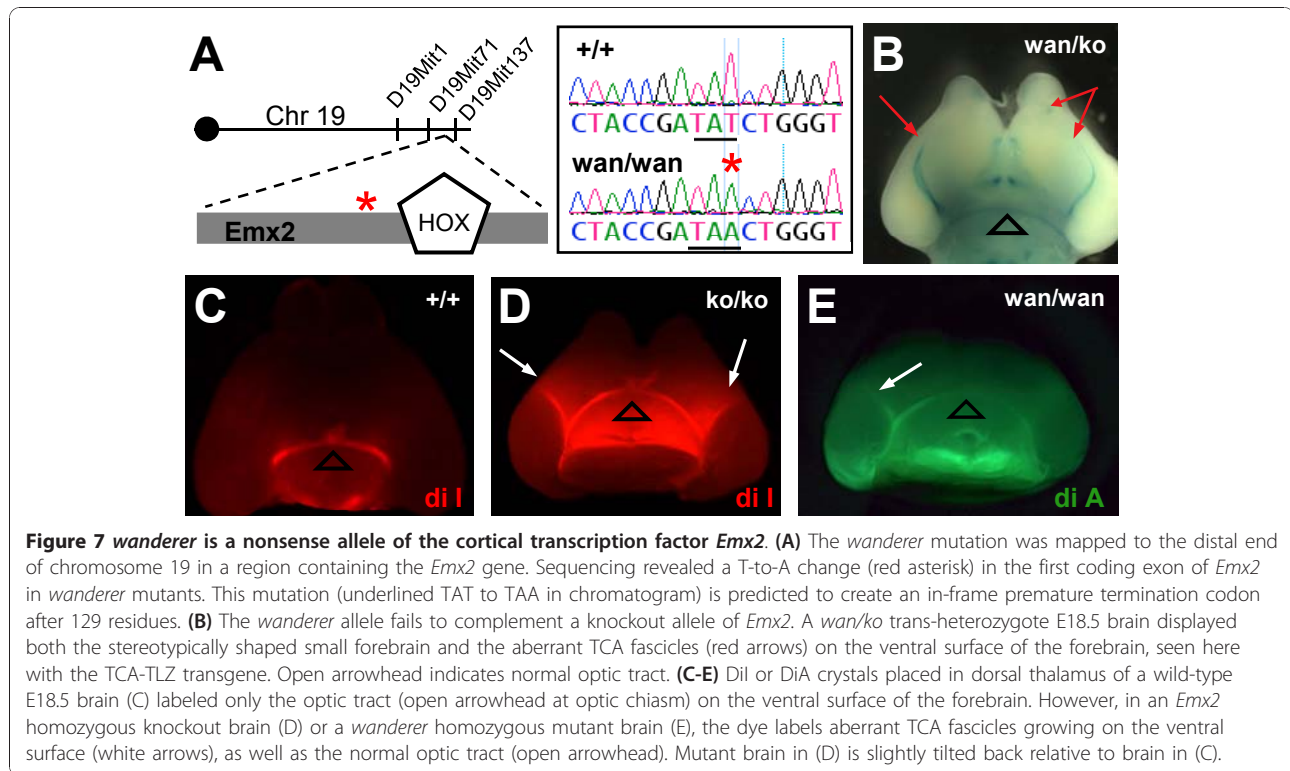 A
Chr 19
D19Mit1
D19Mit71
D19Mit137
*
Emx2
HOX
+/+
CTACCGATATCTGGGT
wan/wan
*
CTACCGATAACTGGGT
B
wan/ko
C
+/+
di I
D
ko/ko
di I
E
wan/wan
di A
Figure 7 wanderer is a nonsense allele of the cortical transcription factor Emx2. (A) The wanderer mutation was mapped to the distal end
of chromosome 19 in a region containing the Emx2 gene. Sequencing revealed a T-to-A change (red asterisk) in the first coding exon of Emx2
in wanderer mutants. This mutation (underlined TAT to TAA in chromatogram) is predicted to create an in-frame premature termination codon
after 129 residues. (B) The wanderer allele fails to complement a knockout allele of Emx2. A wan/ko trans-heterozygote E18.5 brain displayed
both the stereotypically shaped small forebrain and the aberrant TCA fascicles (red arrows) on the ventral surface of the forebrain, seen here
with the TCA-TLZ transgene. Open arrowhead indicates normal optic tract. (C-E) DiI or DiA crystals placed in dorsal thalamus of a wild-type
E18.5 brain (C) labeled only the optic tract (open arrowhead at optic chiasm) on the ventral surface of the forebrain. However, in an Emx2
homozygous knockout brain (D) or a wanderer homozygous mutant brain (E), the dye labels aberrant TCA fascicles growing on the ventral
surface (white arrows), as well as the normal optic tract (open arrowhead). Mutant brain in (D) is slightly tilted back relative to brain in (C).